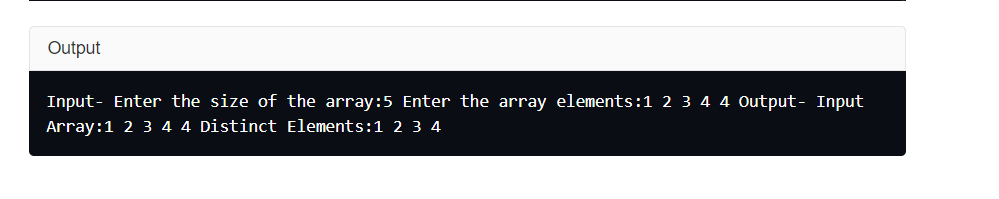 Output
Input- Enter the size of the array:5 Enter the array elements:1 2 3 4 4 Output- Input
Array:1 2 3 4 4 Distinct Elements:1 2 3 4